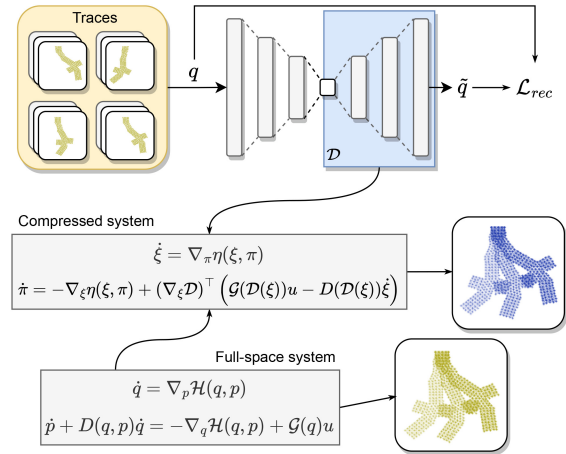 Traces
q
q̃
ℒ_rec
𝒟
Compressed system
ξ̇ = ∇_π η(ξ, π)
π̇ = −∇_ξ η(ξ, π) + (∇_ξ 𝒟)^⊤ (𝒢(𝒟(ξ))u − D(𝒟(ξ))ξ̇)
Full-space system
q̇ = ∇_p ℋ(q, p)
ṗ + D(q, p)q̇ = −∇_q ℋ(q, p) + 𝒢(q)u